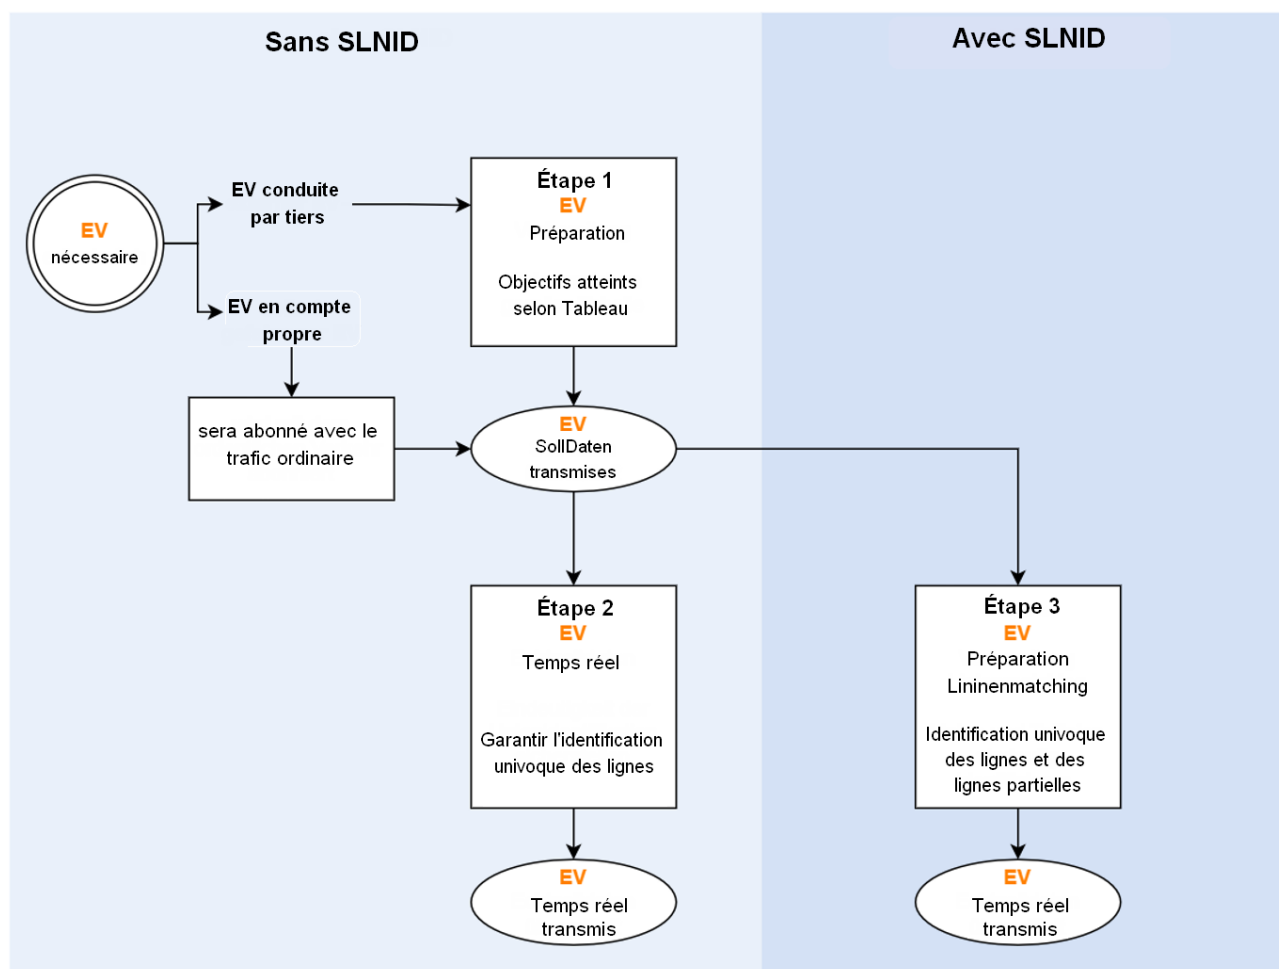 Sans SLNID
Avec SLNID
EV
nécessaire
EV conduite
par tiers
EV en compte
propre
Étape 1
EV
Préparation
Objectifs atteints
selon Tableau
sera abonné avec le
trafic ordinaire
EV
SollDaten
transmises
Étape 2
EV
Temps réel
Garantir l'identification
univoque des lignes
Étape 3
EV
Préparation
Lininenmatching
Identification univoque
des lignes et des
lignes partielles
EV
Temps réel
transmis
EV
Temps réel
transmis